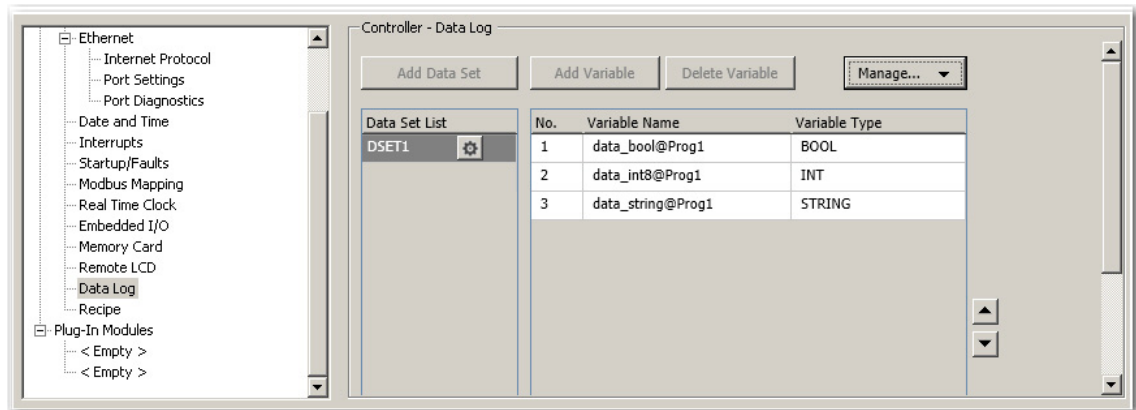 Ethernet
Internet Protocol
Port Settings
Port Diagnostics
Date and Time
Interrupts
Startup/Faults
Modbus Mapping
Real Time Clock
Embedded I/O
Memory Card
Remote LCD
Data Log
Recipe
Plug-In Modules
< Empty >
< Empty >
Controller - Data Log
Add Data Set Add Variable Delete Variable Manage...
Data Set List
DSET1
No. Variable Name Variable Type
1 data_bool@Prog1 BOOL
2 data_int8@Prog1 INT
3 data_string@Prog1 STRING